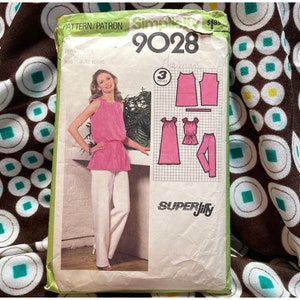 PATTERN/PATRON Simplicity
9028
3
SUPER Jiffy